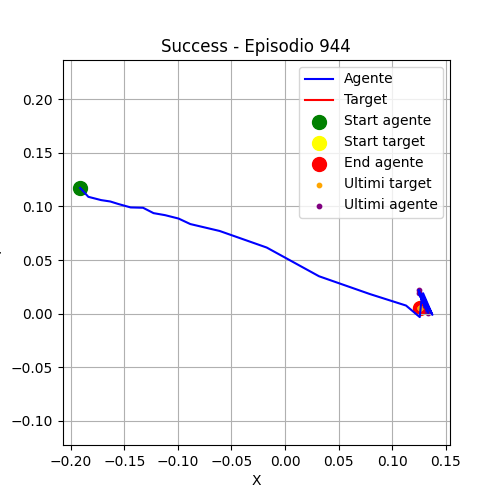 Success - Episodio 944
Agente
Target
Start agente
Start target
End agente
Ultimi target
Ultimi agente
0.20
0.15
0.10
0.05
0.00
−0.05
−0.10
−0.20
−0.15
−0.10
−0.05
0.00
0.05
0.10
0.15
X